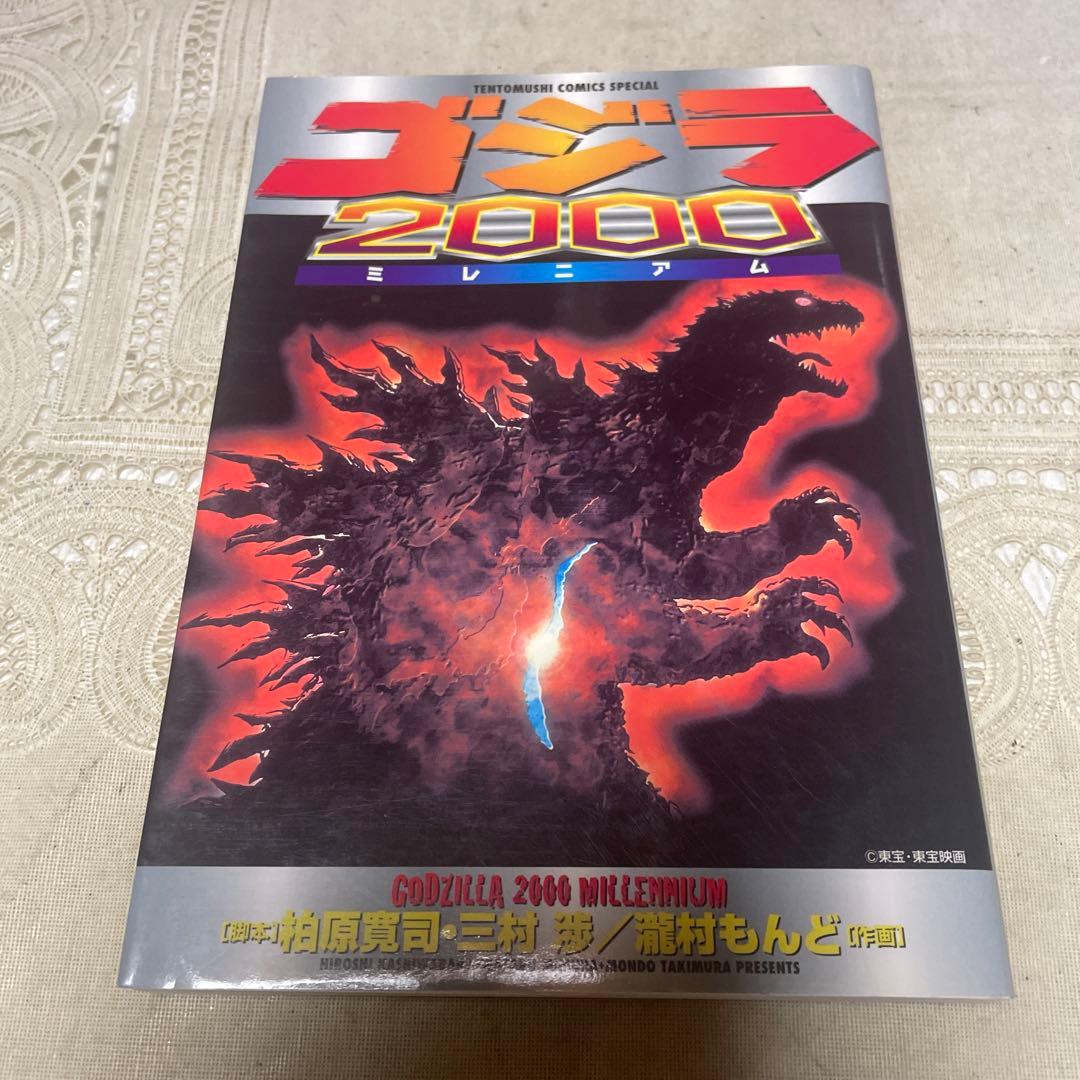 TENTOMUSHI COMICS SPECIAL
ゴジラ
2000
ミレニアム
©東宝・東宝映画
GODZILLA 2000 MILLENNIUM
[脚本]柏原寛司・三村 渉/瀧村もんど[作画]
HIROSHI KASHIWABARA MONDO TAKIMURA PRESENTS